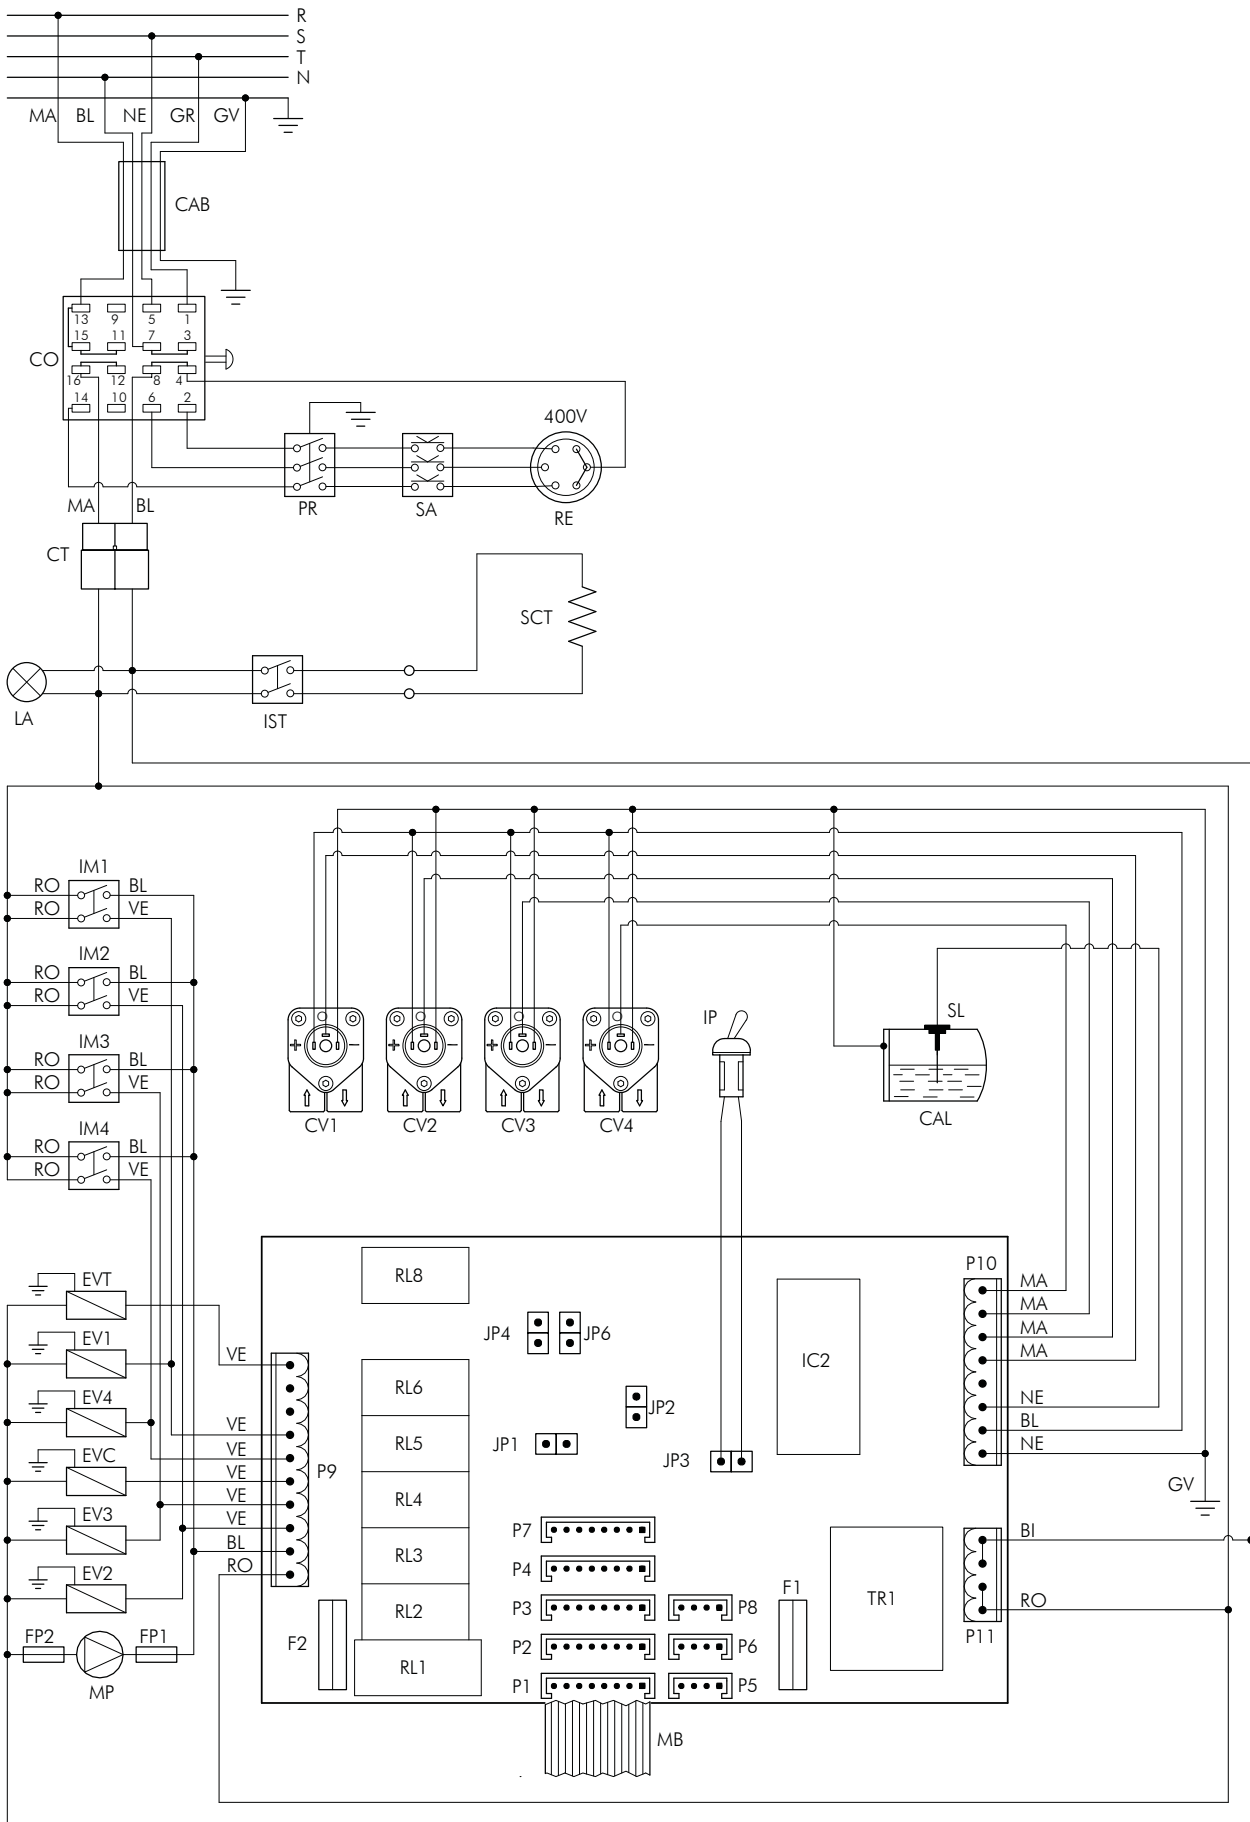 R
S
T
N
MA BL NE GR GV
CAB
13 9 5 1
15 11 7 3
CO
16 12 8 4
14 10 6 2
400V
MA BL
PR SA RE
CT
SCT
LA
IST
IM1
RO BL
RO VE
IM2
RO BL
RO VE
IM3
RO BL
RO VE
IM4
RO BL
RO VE
IP
SL
+ − + − + − + −
CV1 CV2 CV3 CV4
CAL
EVT
EV1
EV4
EVC
EV3
EV2
FP2 FP1
MP
VE
VE
VE
VE
VE
VE
BL
RO
P9
F2
RL8
RL6
RL5
RL4
RL3
RL2
RL1
JP4 JP6
JP2
JP1
JP3
IC2
P7
P4
P3 P8
P2 P6
P1 P5
F1
TR1
MB
P10
MA
MA
MA
MA
NE
BL
NE
GV
BI
RO
P11